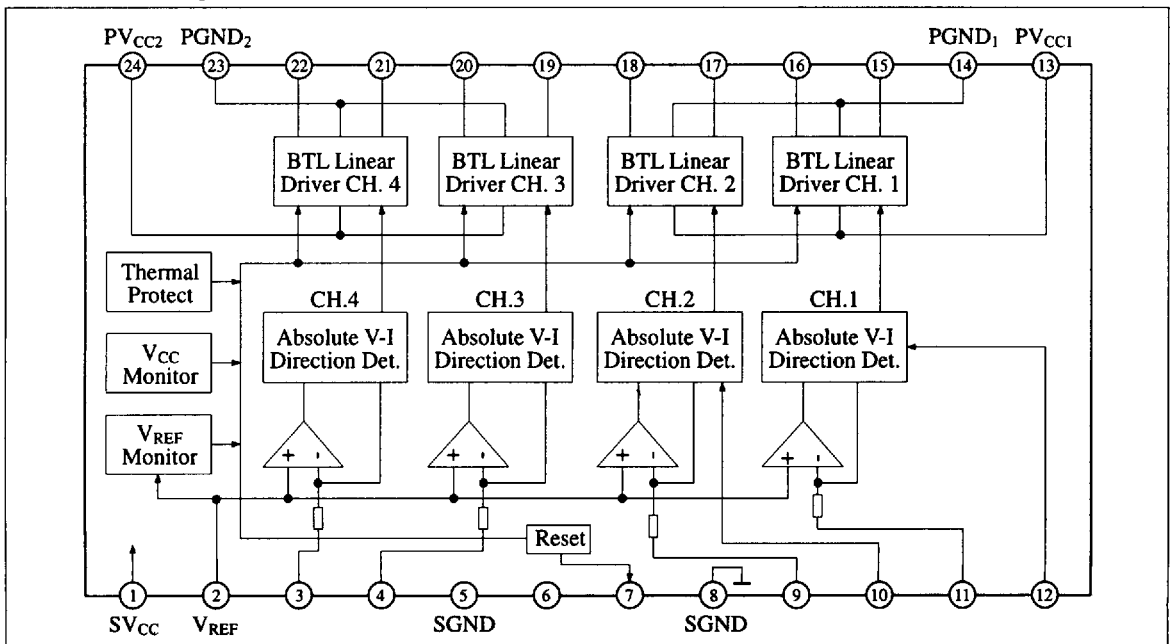 PVCC2 PGND2 PGND1 PVCC1
24 23 22 21 20 19 18 17 16 15 14 13
BTL Linear
Driver CH. 4
BTL Linear
Driver CH. 3
BTL Linear
Driver CH. 2
BTL Linear
Driver CH. 1
Thermal
Protect
VCC
Monitor
VREF
Monitor
CH.4
Absolute V-I
Direction Det.
CH.3
Absolute V-I
Direction Det.
CH.2
Absolute V-I
Direction Det.
CH.1
Absolute V-I
Direction Det.
+ - + - + - + -
Reset
1 2 3 4 5 6 7 8 9 10 11 12
SVCC VREF SGND SGND